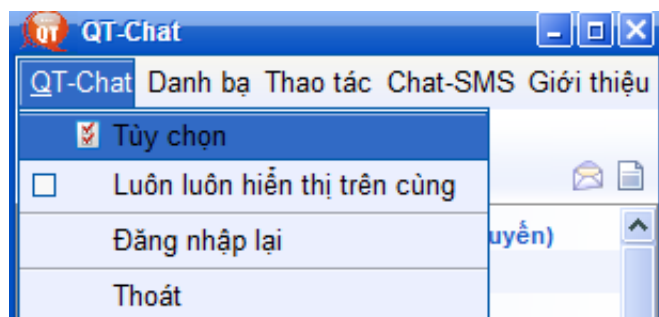 QT QT-Chat
QT-Chat Danh bạ Thao tác Chat-SMS Giới thiệu
Tùy chọn
Luôn luôn hiển thị trên cùng
Đăng nhập lại
uyến)
Thoát